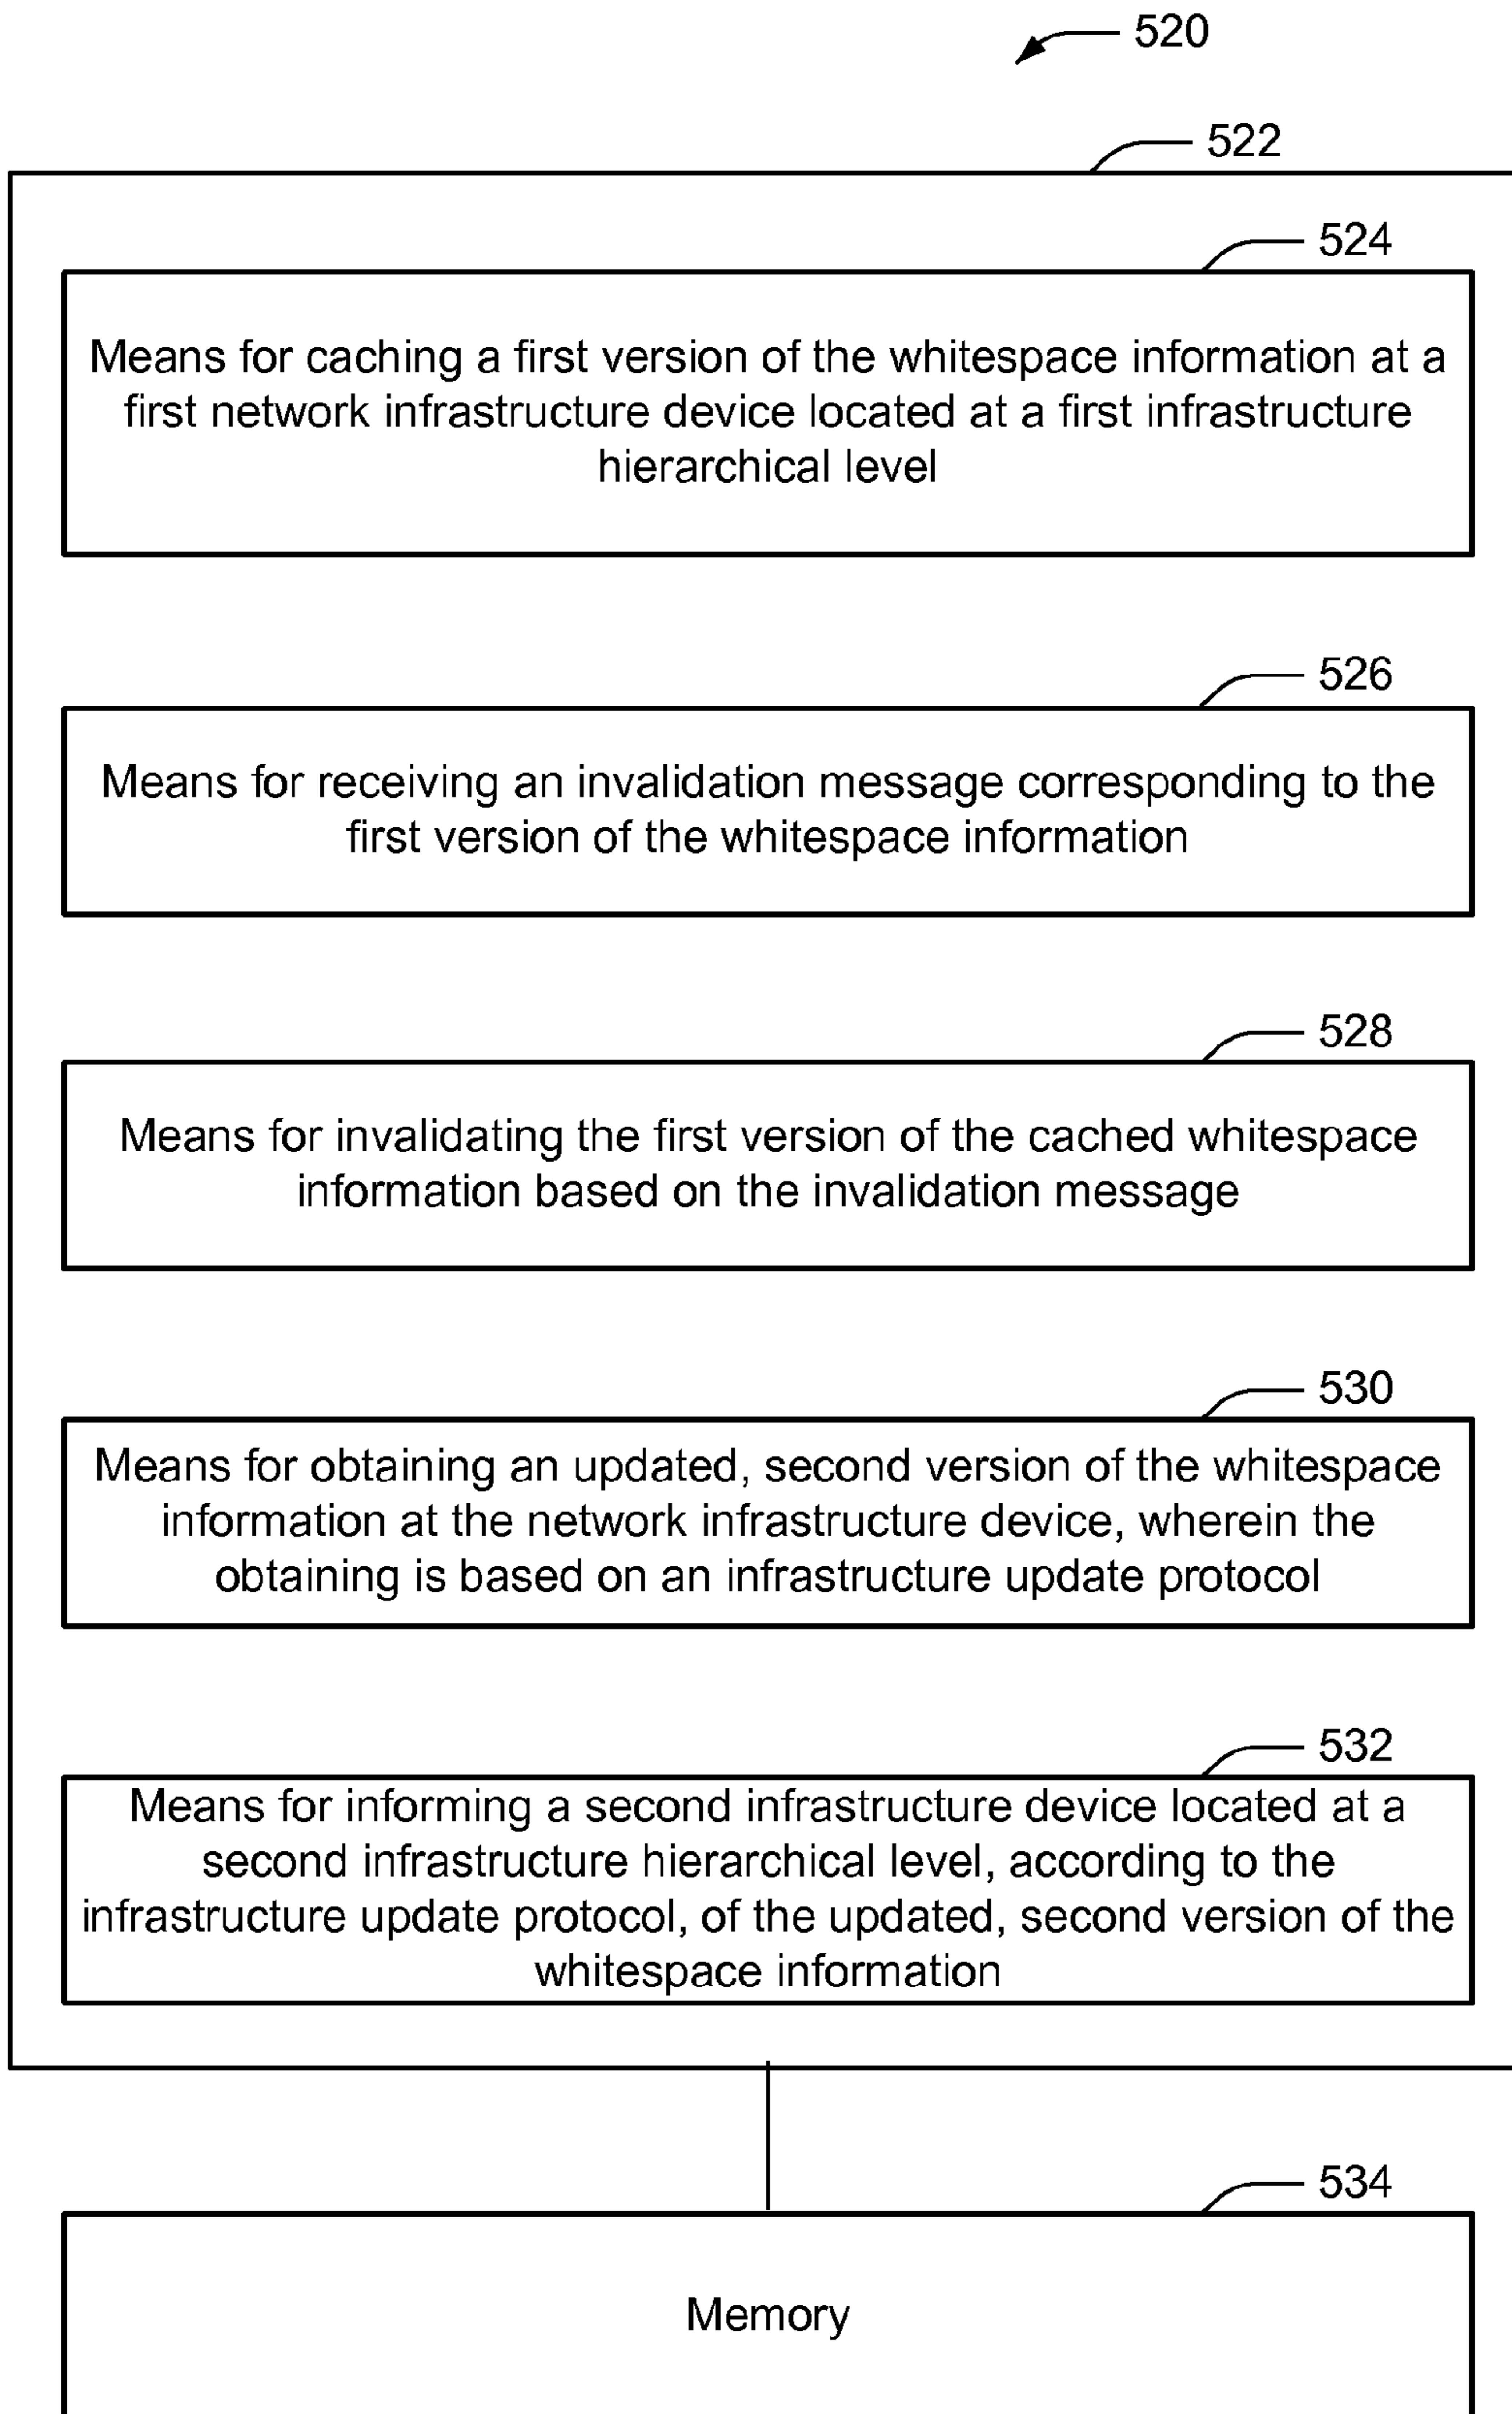 520
522
524
Means for caching a first version of the whitespace information at a
first network infrastructure device located at a first infrastructure
hierarchical level
526
Means for receiving an invalidation message corresponding to the
first version of the whitespace information
528
Means for invalidating the first version of the cached whitespace
information based on the invalidation message
530
Means for obtaining an updated, second version of the whitespace
information at the network infrastructure device, wherein the
obtaining is based on an infrastructure update protocol
532
Means for informing a second infrastructure device located at a
second infrastructure hierarchical level, according to the
infrastructure update protocol, of the updated, second version of the
whitespace information
534
Memory